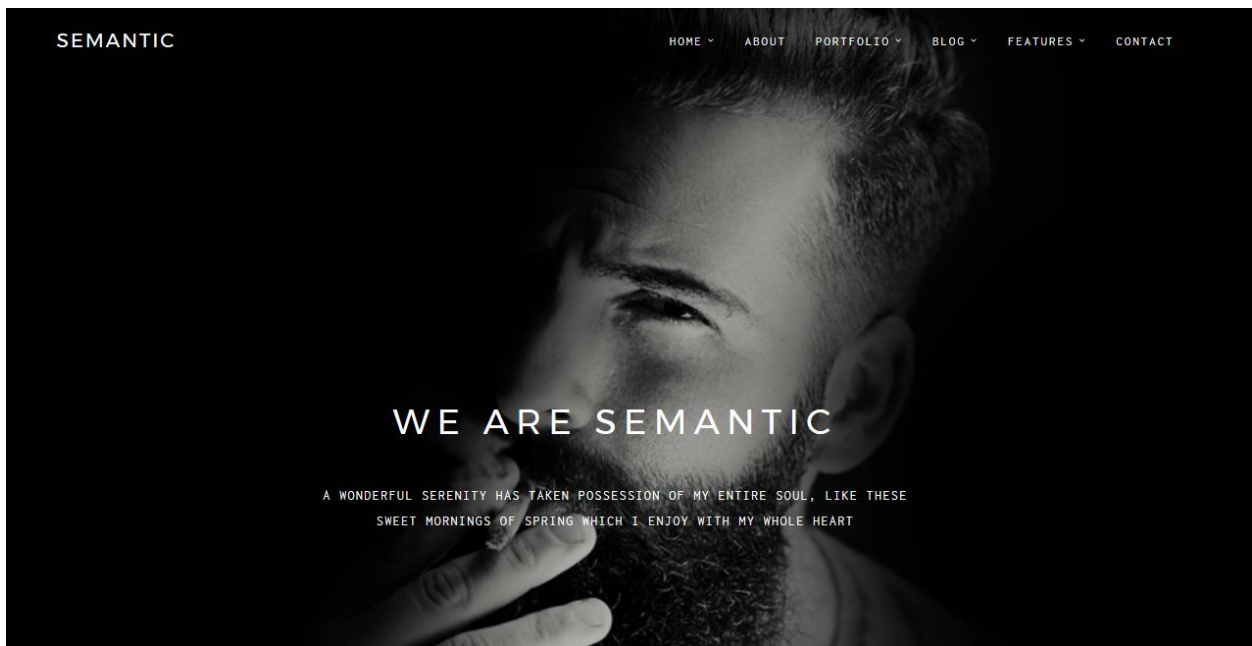 SEMANTIC
HOME ABOUT PORTFOLIO BLOG FEATURES CONTACT
WE ARE SEMANTIC
A WONDERFUL SERENITY HAS TAKEN POSSESSION OF MY ENTIRE SOUL, LIKE THESE
SWEET MORNINGS OF SPRING WHICH I ENJOY WITH MY WHOLE HEART